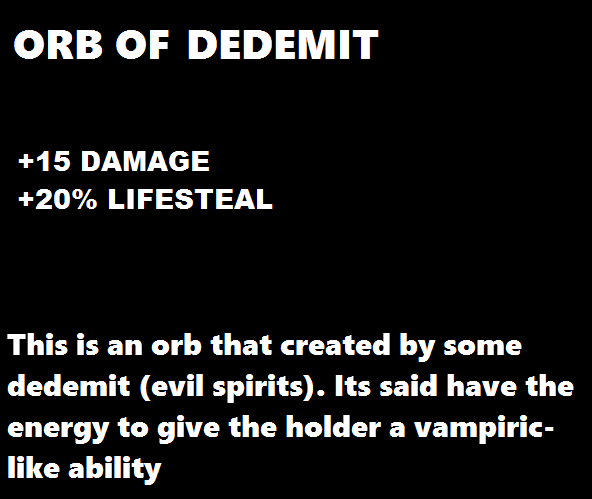 ORB OF DEDEMIT
+15 DAMAGE
+20% LIFESTEAL
This is an orb that created by some
dedemit (evil spirits). Its said have the
energy to give the holder a vampiric-
like ability